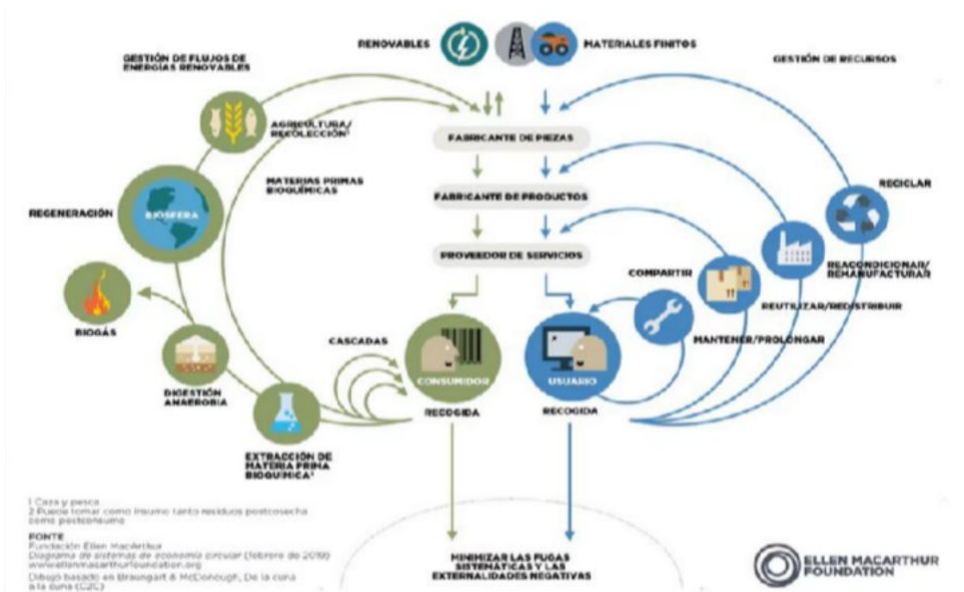 RENOVABLES
MATERIALES FINITOS
GESTIÓN DE FLUJOS DE
ENERGÍAS RENOVABLES
GESTIÓN DE RECURSOS
AGRICULTURA/
RECOLECCIÓN¹
FABRICANTE DE PIEZAS
MATERIAS PRIMAS
BIOQUÍMICAS
FABRICANTE DE PRODUCTOS
RECICLAR
REGENERACIÓN
BIOSFERA
PROVEEDOR DE SERVICIOS
REACONDICIONAR/
REMANUFACTURAR
COMPARTIR
REUTILIZAR/REDISTRIBUIR
BIOGÁS
CASCADAS
MANTENER/PROLONGAR
CONSUMIDOR
USUARIO
DIGESTIÓN
ANAEROBIA
RECOGIDA
RECOGIDA
EXTRACCIÓN DE
MATERIA PRIMA
BIOQUÍMICA²
1 Caza y pesca
2 Puede tomar como insumo tanto residuos postcosecha
como postconsumo
FONTE
Fundación Ellen MacArthur
Diagrama de sistemas de economía circular (febrero de 2019)
www.ellenmacarthurfoundation.org
Dibujo basado en Braungart & McDonough, De la cuna
a la cuna (C2C)
MINIMIZAR LAS FUGAS
SISTEMÁTICAS Y LAS
EXTERNALIDADES NEGATIVAS
ELLEN MACARTHUR
FOUNDATION